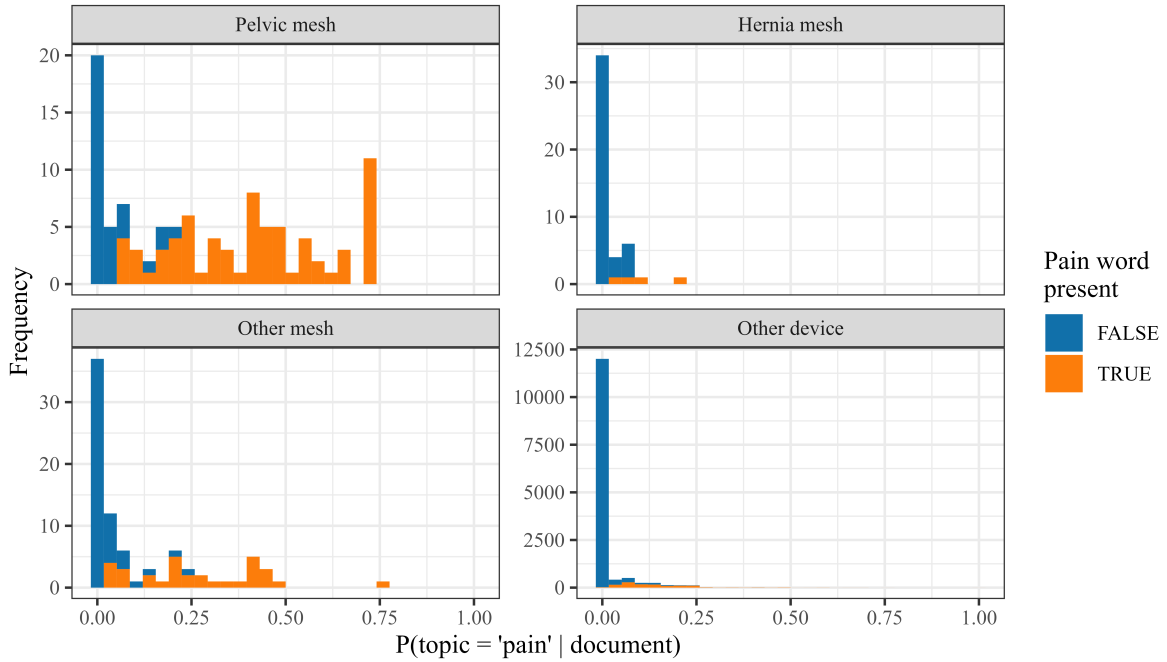 Pelvic mesh
Hernia mesh
20
15
10
5
0
30
20
10
0
Other mesh
Other device
30
20
10
0
12500
10000
7500
5000
2500
0
0.00 0.25 0.50 0.75 1.00
0.00 0.25 0.50 0.75 1.00
Frequency
P(topic = 'pain' | document)
Pain word
present
FALSE
TRUE